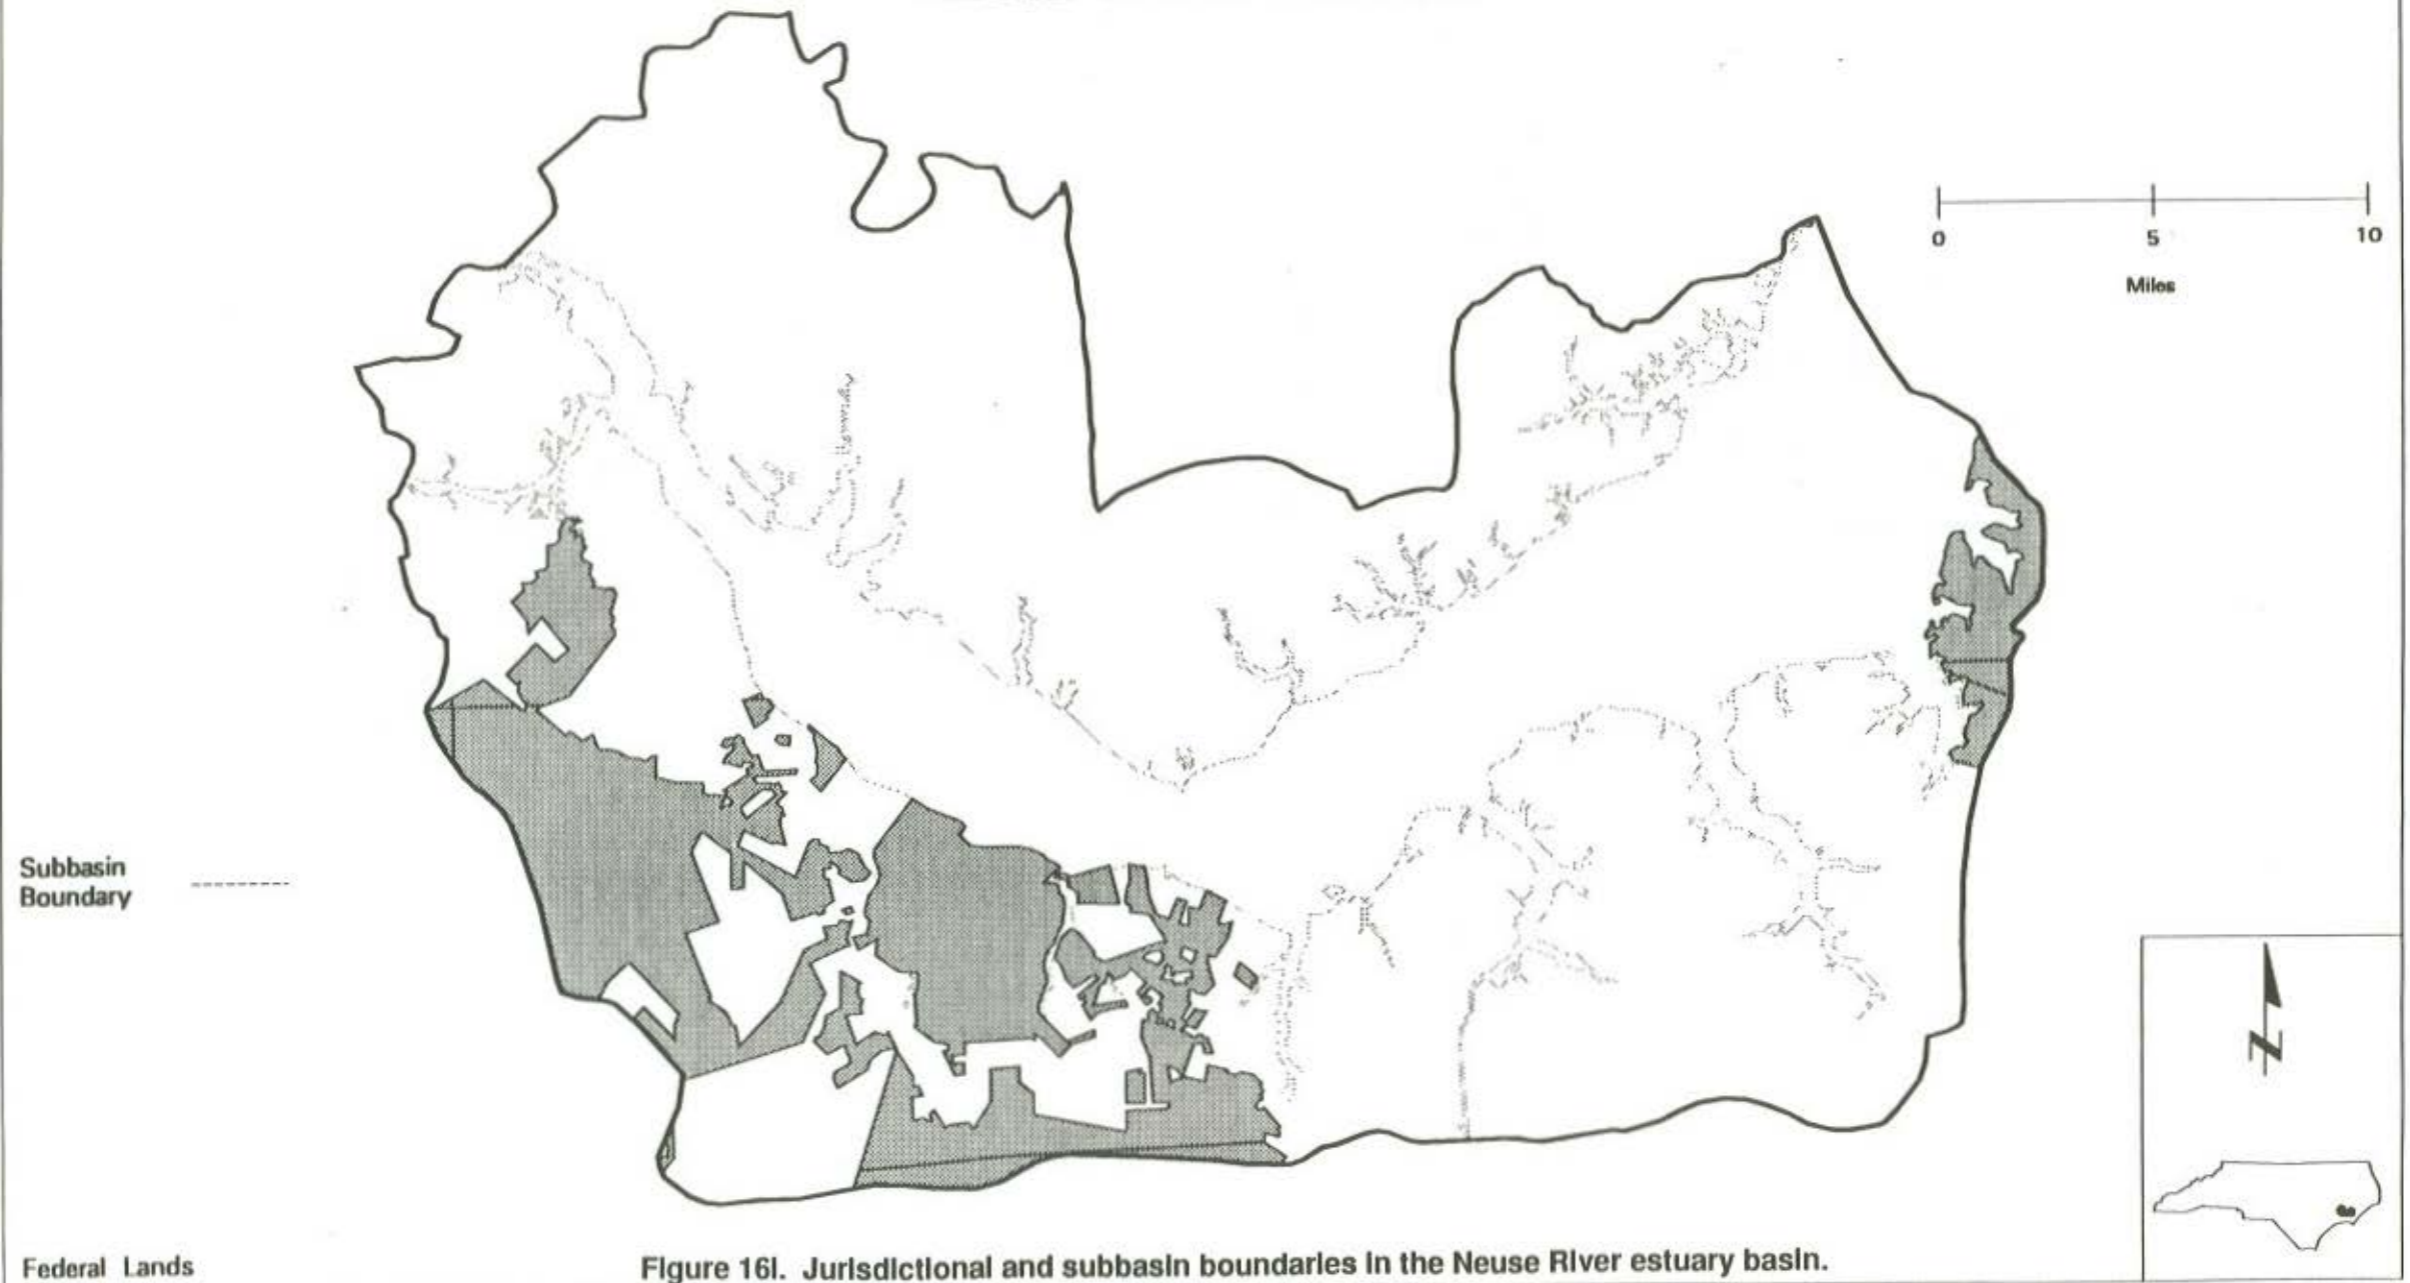 0 5 10
Miles
Subbasin
Boundary
N
Federal Lands
Figure 16I. Jurisdictional and subbasin boundaries in the Neuse River estuary basin.